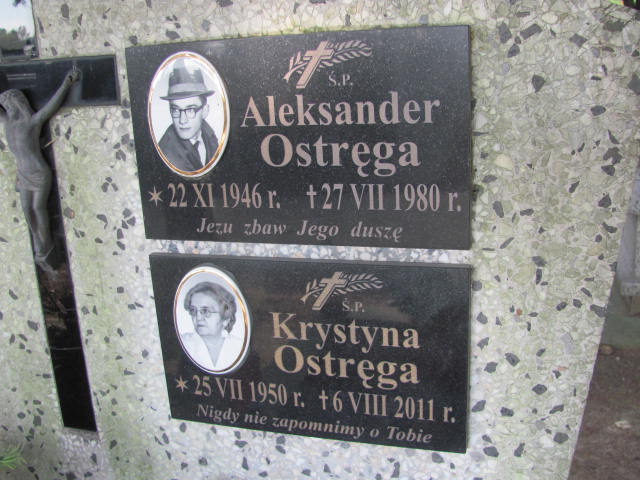 Ś.P.
Aleksander
Ostręga
✶ 22 XI 1946 r. ✝ 27 VII 1980 r.
Jezu zbaw Jego duszę
Ś.P.
Krystyna
Ostręga
✶ 25 VII 1950 r. ✝ 6 VIII 2011 r.
Nigdy nie zapomnimy o Tobie